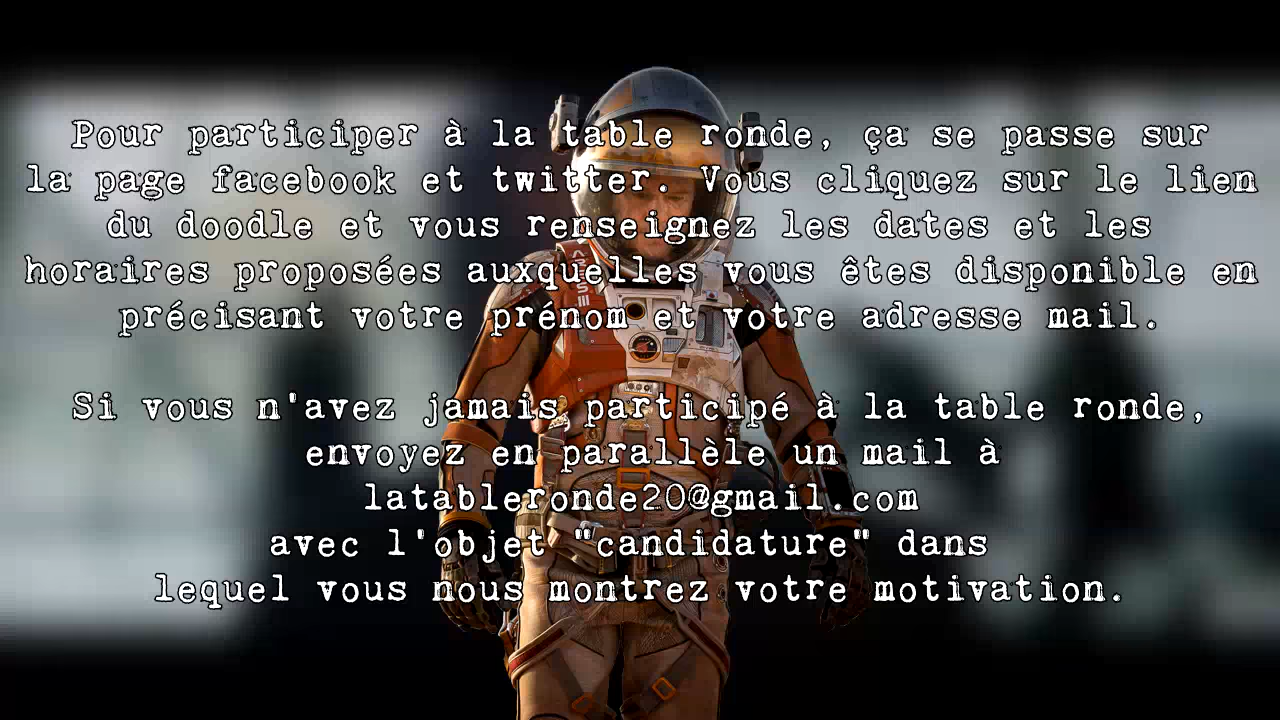 Pour participer à la table ronde, ça se passe sur
la page facebook et twitter. Vous cliquez sur le lien
du doodle et vous renseignez les dates et les
horaires proposées auxquelles vous êtes disponible en
précisant votre prénom et votre adresse mail.
Si vous n'avez jamais participé à la table ronde,
envoyez en parallèle un mail à
latableronde20@gmail.com
avec l'objet "candidature" dans
lequel vous nous montrez votre motivation.
ARES III